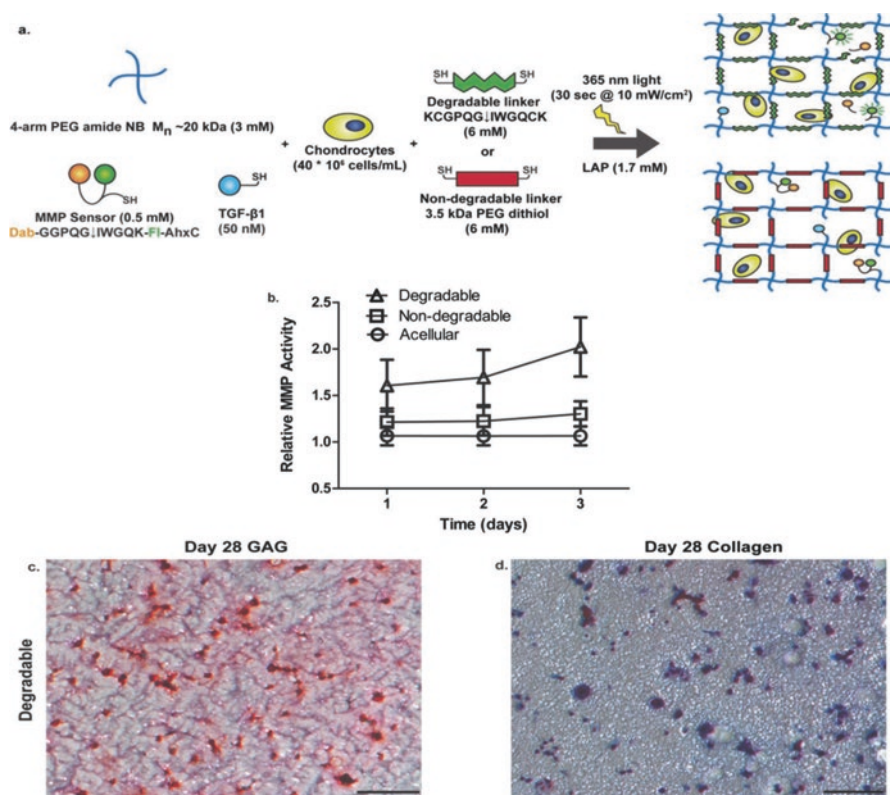 a.
4-arm PEG amide NB Mn ~20 kDa (3 mM)
SH
MMP Sensor (0.5 mM)
Dab-GGPQG↓IWGQK-Fl-AhxC
SH
TGF-β1
(50 nM)
+
Chondrocytes
(40 * 10⁶ cells/mL)
+
SH SH
Degradable linker
KCGPQG↓IWGQCK
(6 mM)
or
SH SH
Non-degradable linker
3.5 kDa PEG dithiol
(6 mM)
365 nm light
(30 sec @ 10 mW/cm²)
LAP (1.7 mM)
b.
Relative MMP Activity
2.5
2.0
1.5
1.0
0.5
Degradable
Non-degradable
Acellular
1 2 3
Time (days)
Day 28 GAG
Day 28 Collagen
c.
d.
Degradable